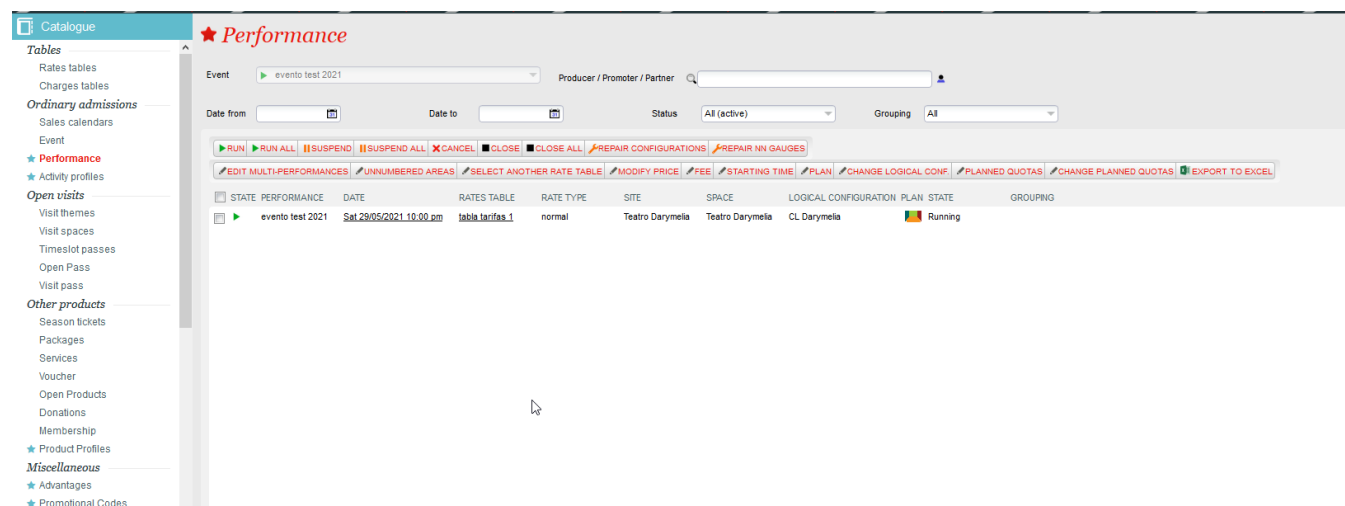 Catalogue
Tables
Rates tables
Charges tables
Ordinary admissions
Sales calendars
Event
Performance
Activity profiles
Open visits
Visit themes
Visit spaces
Timeslot passes
Open Pass
Visit pass
Other products
Season tickets
Packages
Services
Voucher
Open Products
Donations
Membership
Product Profiles
Miscellaneous
Advantages
Promotional Codes
Performance
Event evento test 2021 Producer / Promoter / Partner
Date from Date to Status All (active) Grouping All
RUN RUN ALL SUSPEND SUSPEND ALL CANCEL CLOSE CLOSE ALL REPAIR CONFIGURATIONS REPAIR NN GAUGES
EDIT MULTI-PERFORMANCES UNNUMBERED AREAS SELECT ANOTHER RATE TABLE MODIFY PRICE FEE STARTING TIME PLAN CHANGE LOGICAL CONF. PLANNED QUOTAS CHANGE PLANNED QUOTAS EXPORT TO EXCEL
STATE PERFORMANCE DATE RATES TABLE RATE TYPE SITE SPACE LOGICAL CONFIGURATION PLAN STATE GROUPING
evento test 2021 Sat 29/05/2021 10:00 pm tabla tarifas 1 normal Teatro Darymelia Teatro Darymelia CL Darymelia Running